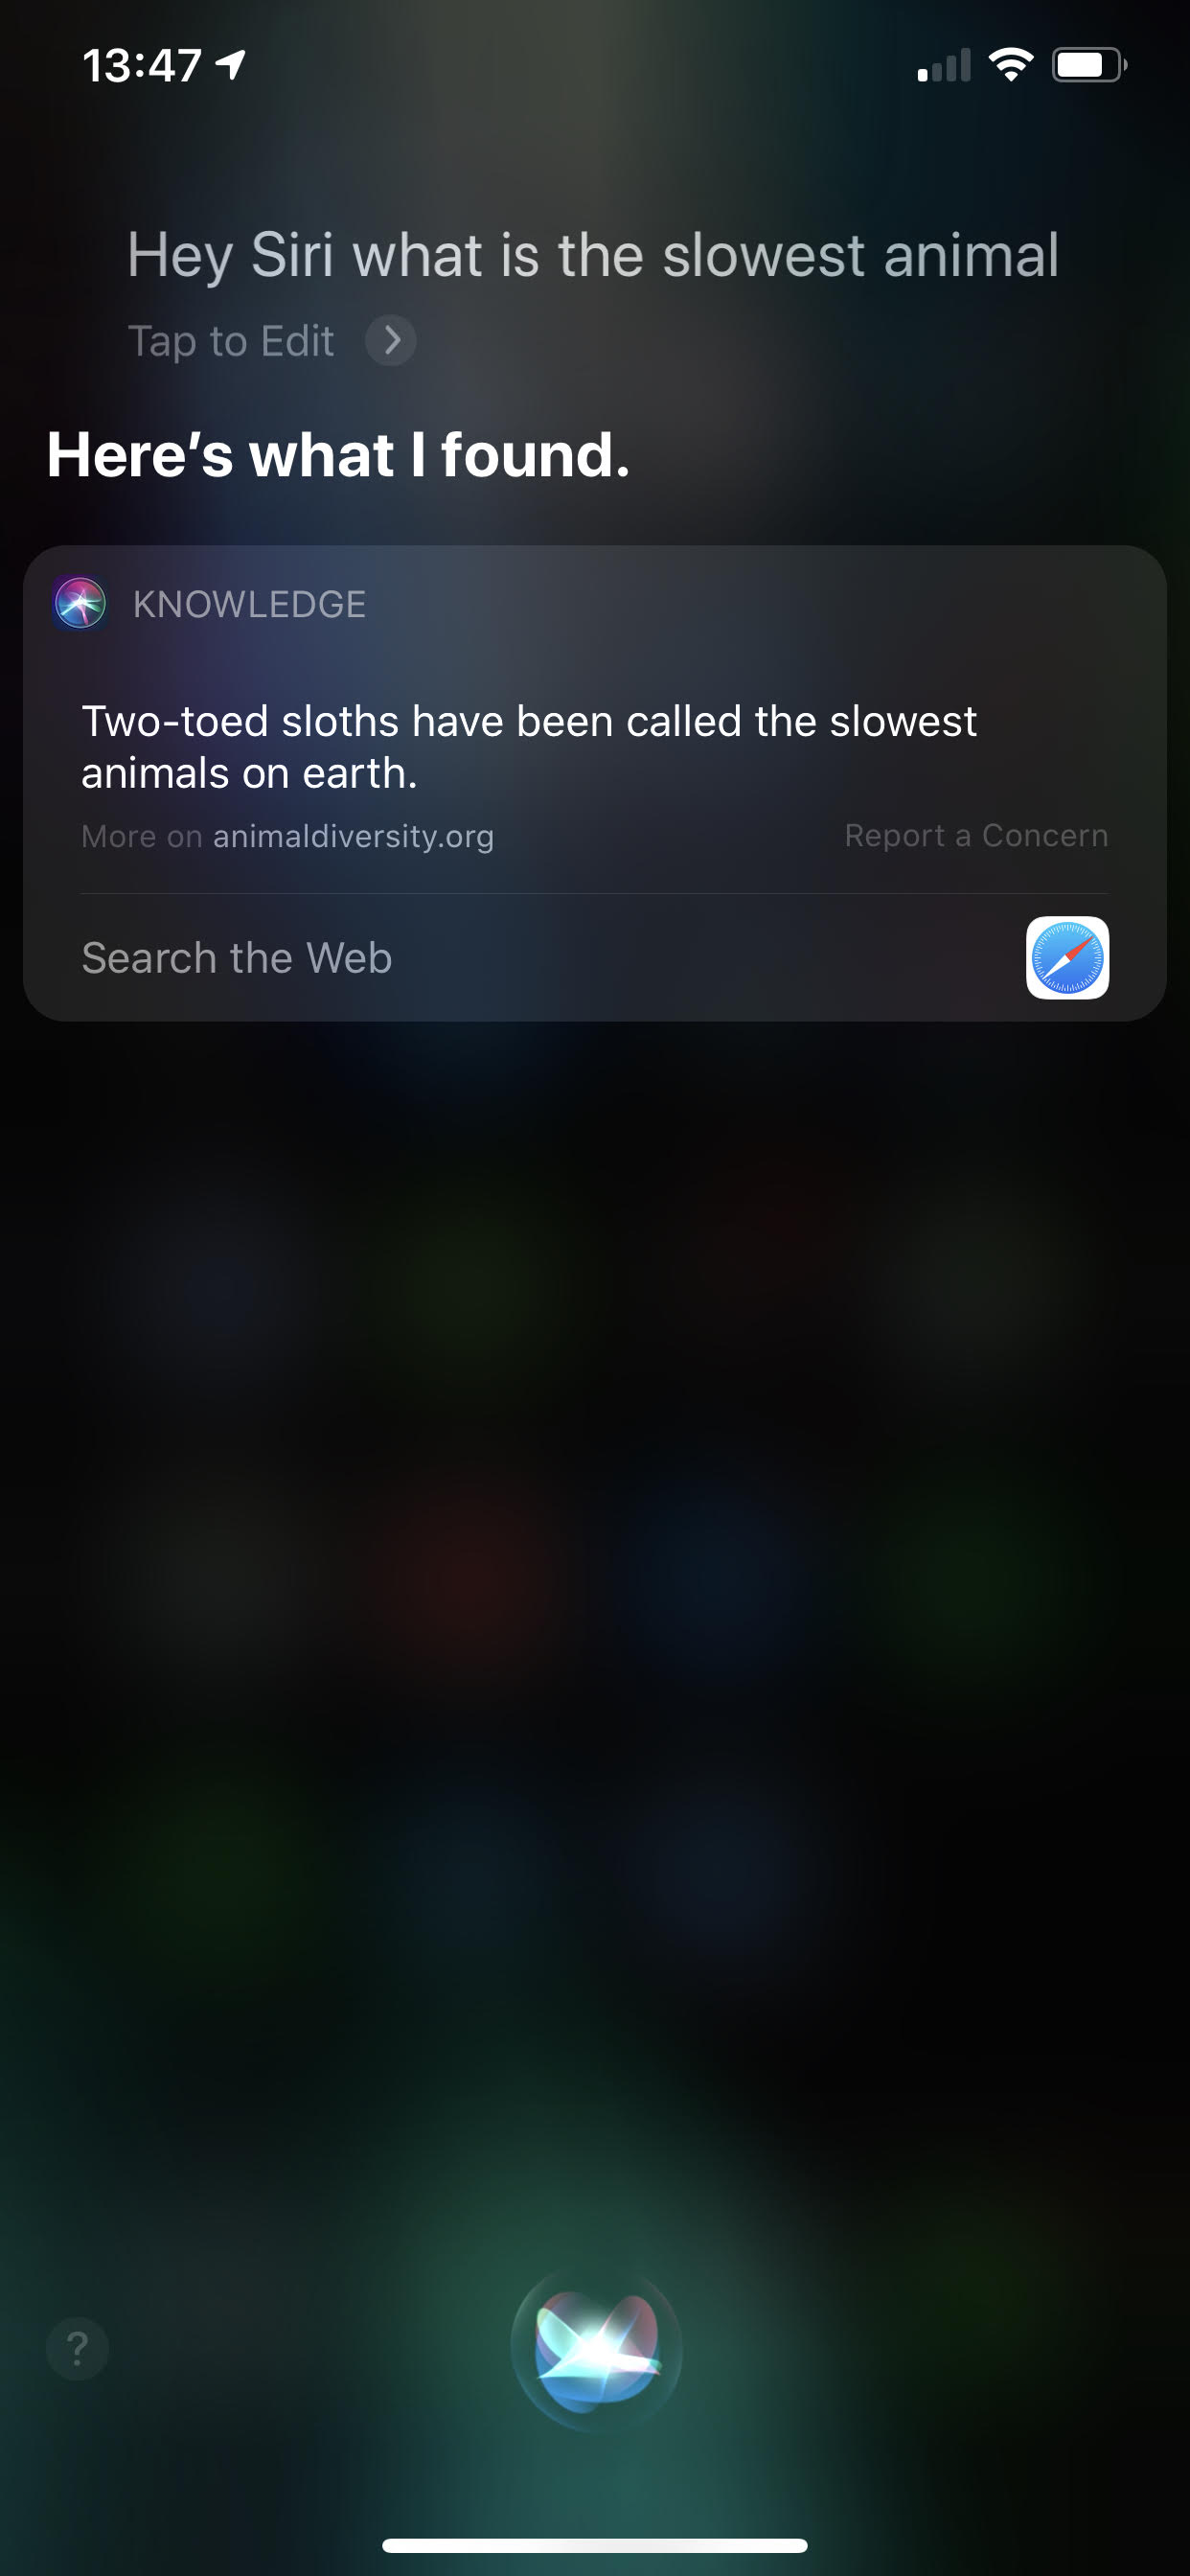 13:47
Hey Siri what is the slowest animal
Tap to Edit
Here’s what I found.
KNOWLEDGE
Two-toed sloths have been called the slowest
animals on earth.
More on animaldiversity.org
Report a Concern
Search the Web
?